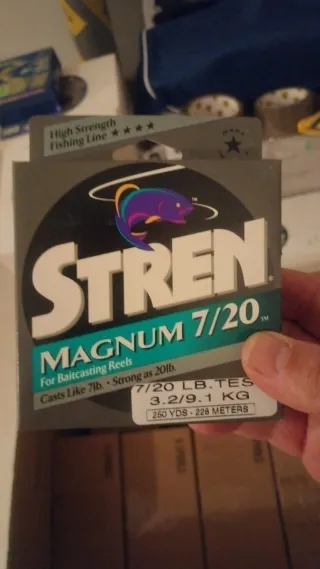 High Strength
Fishing Line ★★★★
STREN.
MAGNUM 7/20™
For Baitcasting Reels
Casts Like 7lb. • Strong as 20lb.
7/20 LB.TES
3.2/9.1 KG
250 YDS - 228 METERS